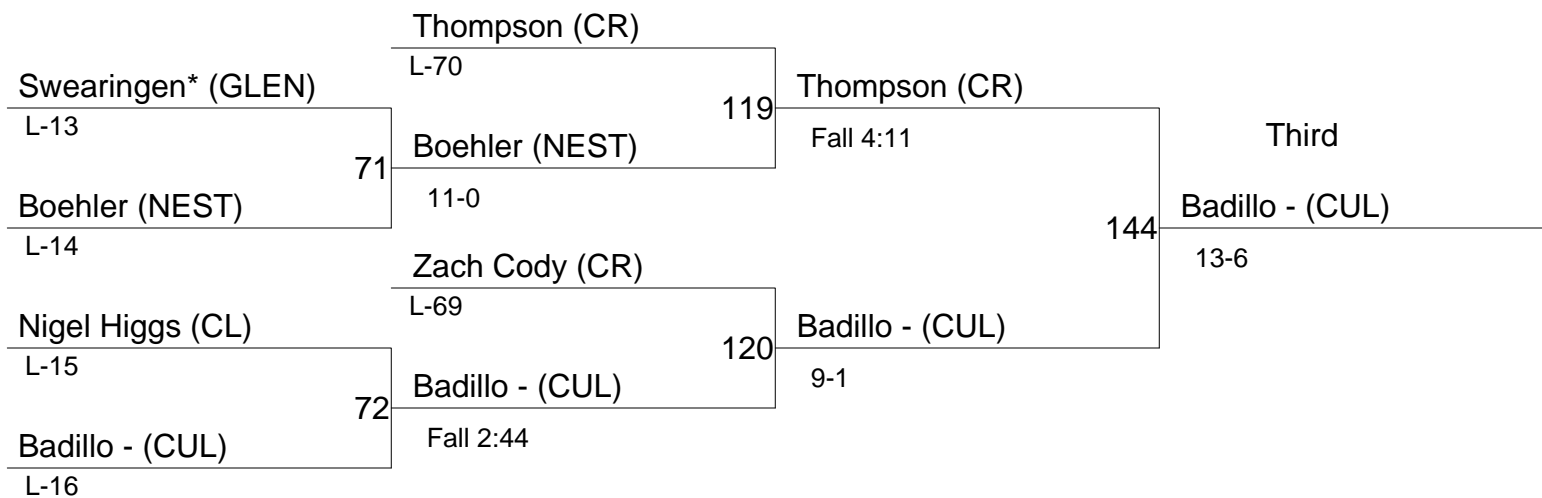 Thompson (CR)
L-70
Swearingen* (GLEN)
L-13
119
Thompson (CR)
Fall 4:11
Third
71
Boehler (NEST)
11-0
Boehler (NEST)
L-14
144
Badillo - (CUL)
13-6
Zach Cody (CR)
L-69
Nigel Higgs (CL)
L-15
120
Badillo - (CUL)
9-1
72
Badillo - (CUL)
Fall 2:44
Badillo - (CUL)
L-16